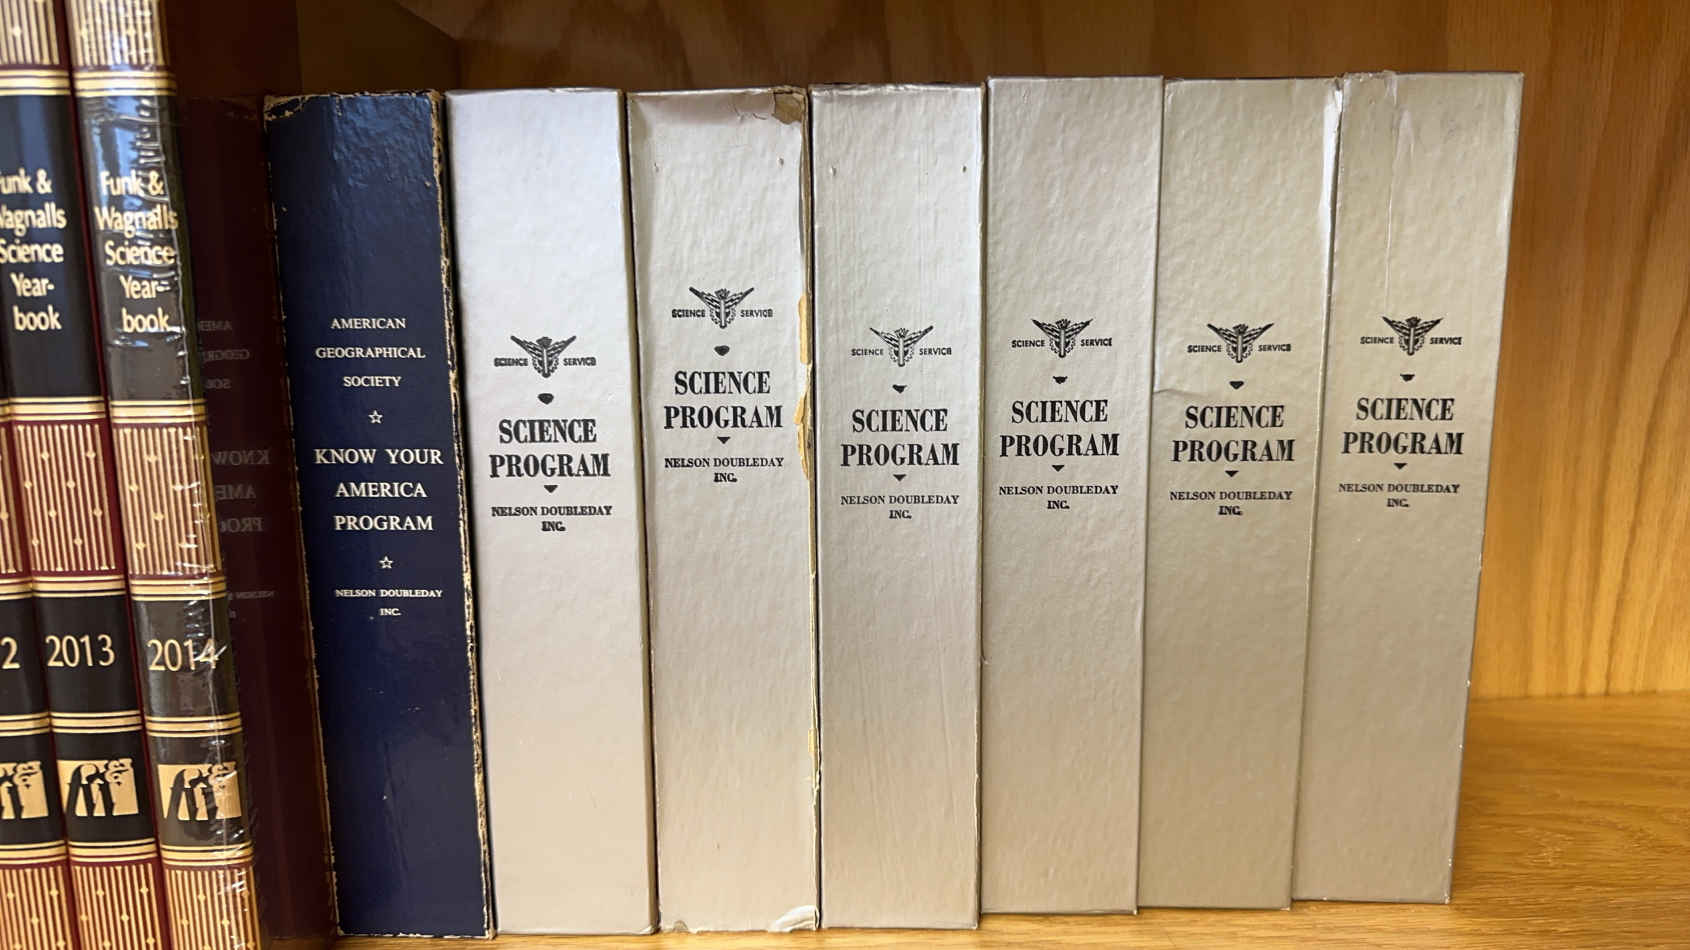 Funk &
Wagnalls
Science
Year-
book
2013
Funk &
Wagnalls
Science
Year-
book
2014
AMERICAN
GEOGRAPHICAL
SOCIETY
KNOW YOUR
AMERICA
PROGRAM
NELSON DOUBLEDAY
INC.
SCIENCE SERVICE
SCIENCE
PROGRAM
NELSON DOUBLEDAY
INC.
SCIENCE SERVICE
SCIENCE
PROGRAM
NELSON DOUBLEDAY
INC.
SCIENCE SERVICE
SCIENCE
PROGRAM
NELSON DOUBLEDAY
INC.
SCIENCE SERVICE
SCIENCE
PROGRAM
NELSON DOUBLEDAY
INC.
SCIENCE SERVICE
SCIENCE
PROGRAM
NELSON DOUBLEDAY
INC.
SCIENCE SERVICE
SCIENCE
PROGRAM
NELSON DOUBLEDAY
INC.